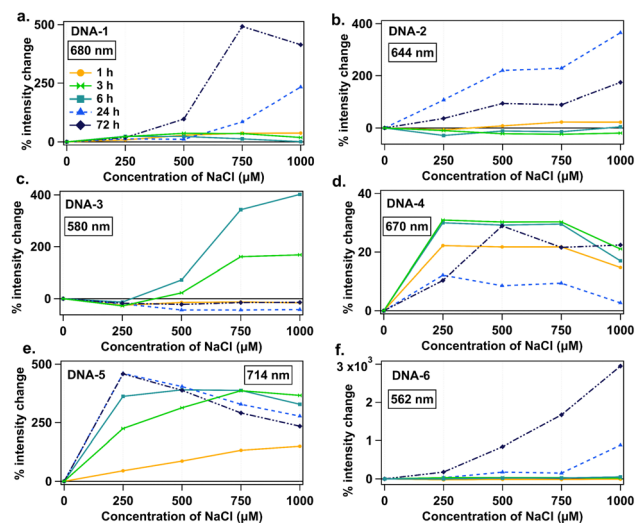 a.
DNA-1
680 nm
1 h
3 h
6 h
24 h
72 h
500
250
0
% intensity change
0 250 500 750 1000
Concentration of NaCl (µM)
b.
DNA-2
644 nm
400
200
0
% intensity change
0 250 500 750 1000
Concentration of NaCl (µM)
c.
DNA-3
580 nm
400
200
0
% intensity change
0 250 500 750 1000
Concentration of NaCl (µM)
d.
DNA-4
670 nm
40
20
0
% intensity change
0 250 500 750 1000
Concentration of NaCl (µM)
e.
DNA-5
714 nm
500
250
0
% intensity change
0 250 500 750 1000
Concentration of NaCl (µM)
f.
DNA-6
562 nm
3 x10³
2
1
0
% intensity change
0 250 500 750 1000
Concentration of NaCl (µM)